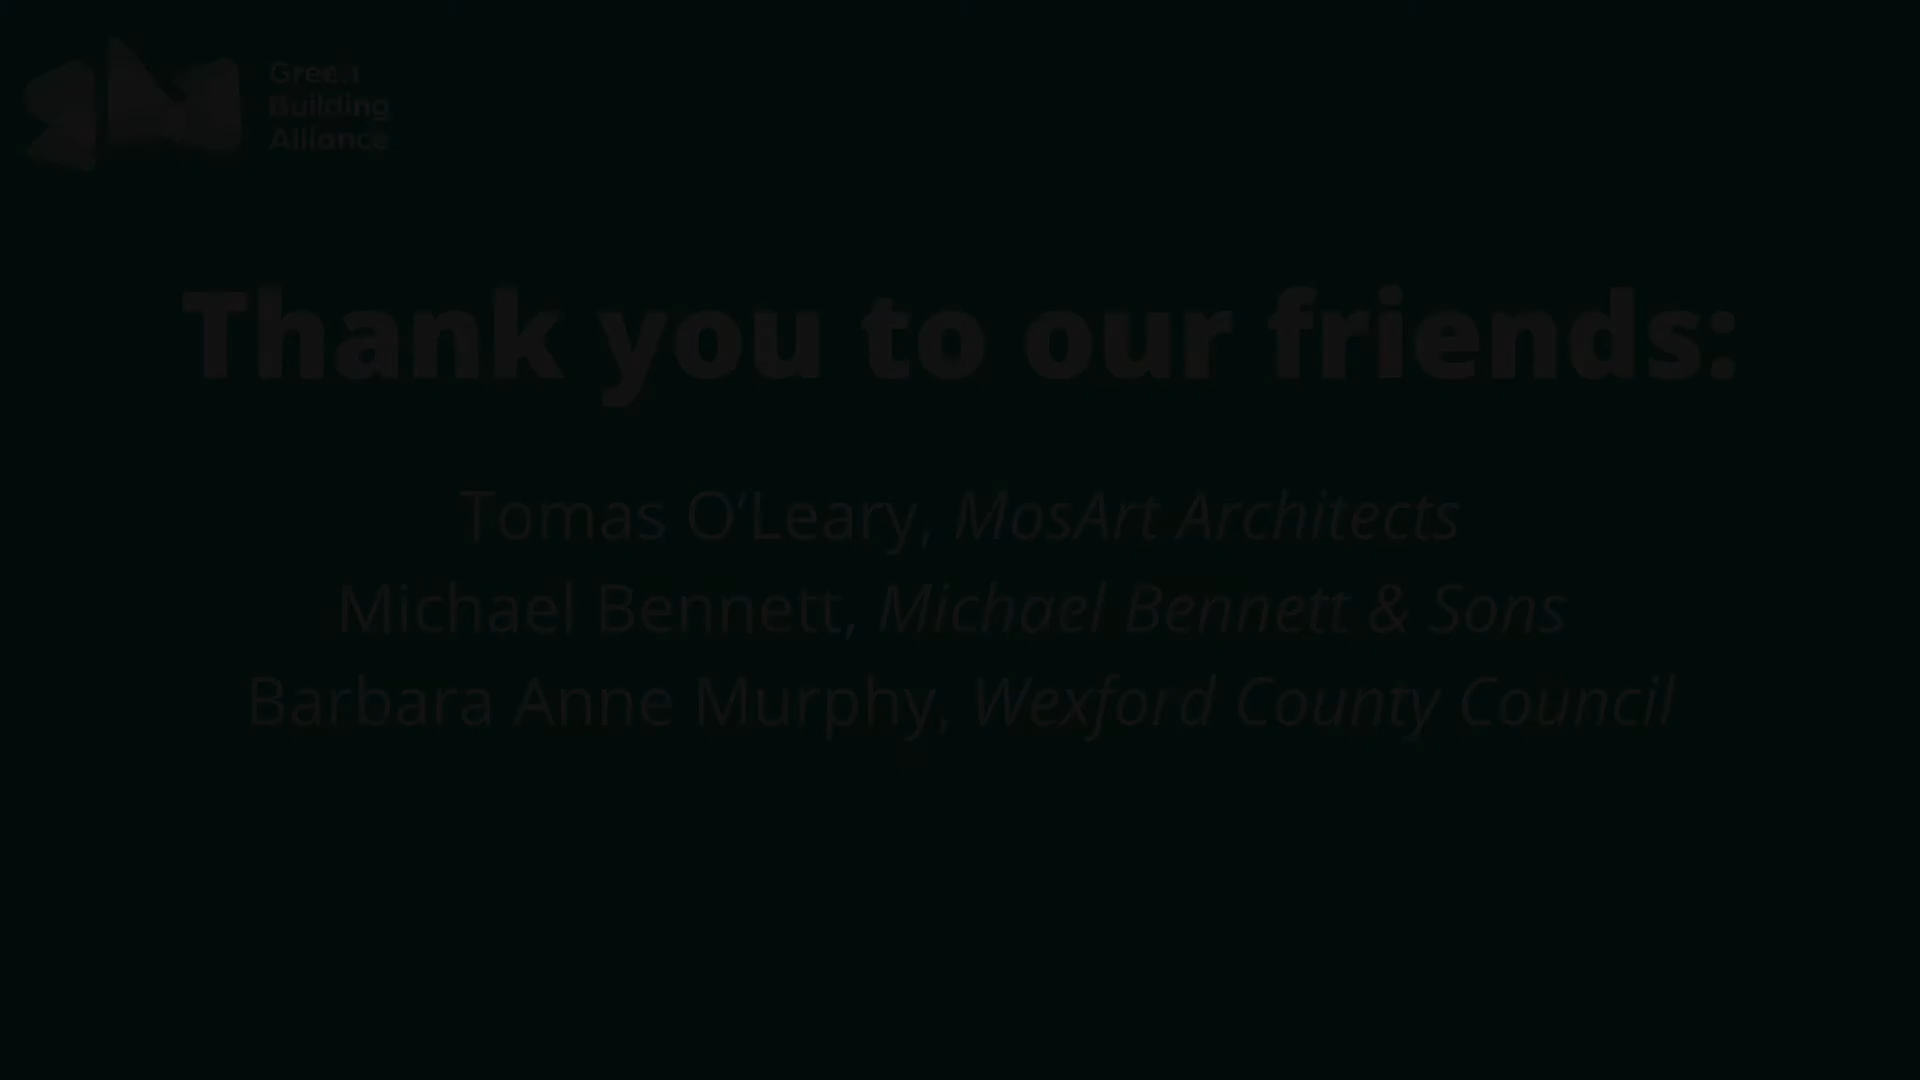 Green
Building
Alliance
Thank you to our friends:
Tomas O’Leary, MosArt Architects
Michael Bennett, Michael Bennett & Sons
Barbara Anne Murphy, Wexford County Council